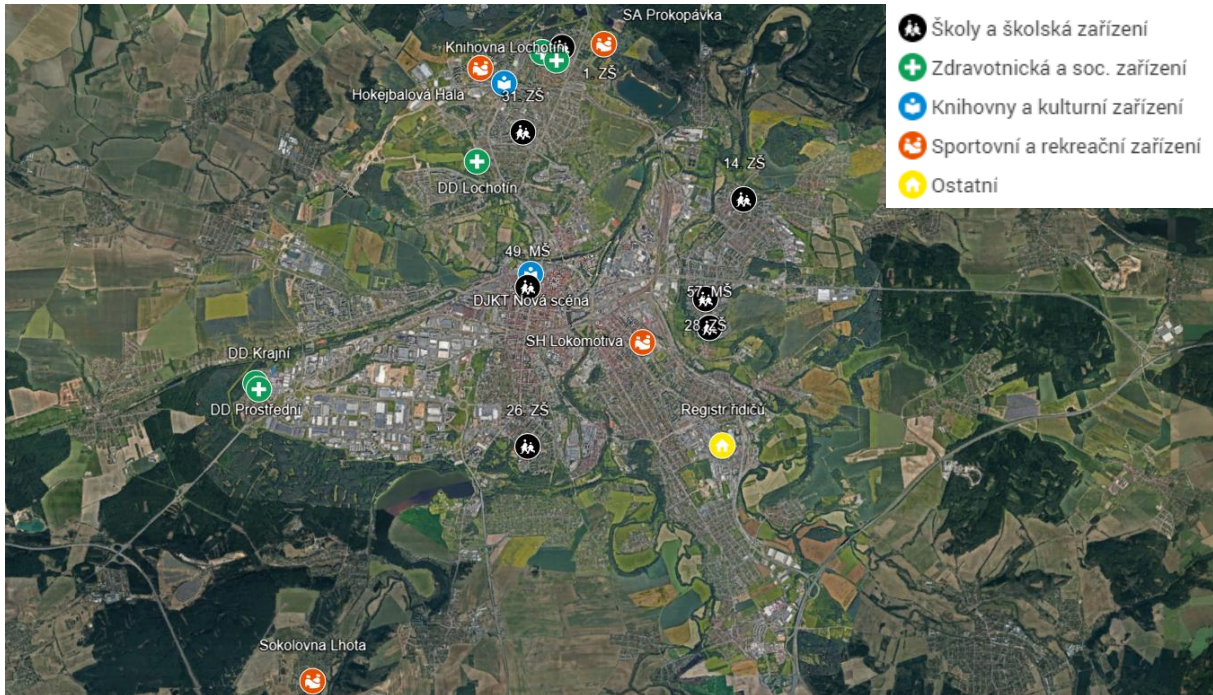 SA Prokopávka
Knihovna Lochotín
1. ZŠ
Hokejbalová Hala
31. ZŠ
14. ZŠ
DD Lochotín
49. MŠ
DJKT Nová scéna
57. MŠ
28. ZŠ
SH Lokomotiva
DD Krajní
DD Prostřední
26. ZŠ
Registr řidičů
Sokolovna Lhota
Školy a školská zařízení
Zdravotnická a soc. zařízení
Knihovny a kulturní zařízení
Sportovní a rekreační zařízení
Ostatní